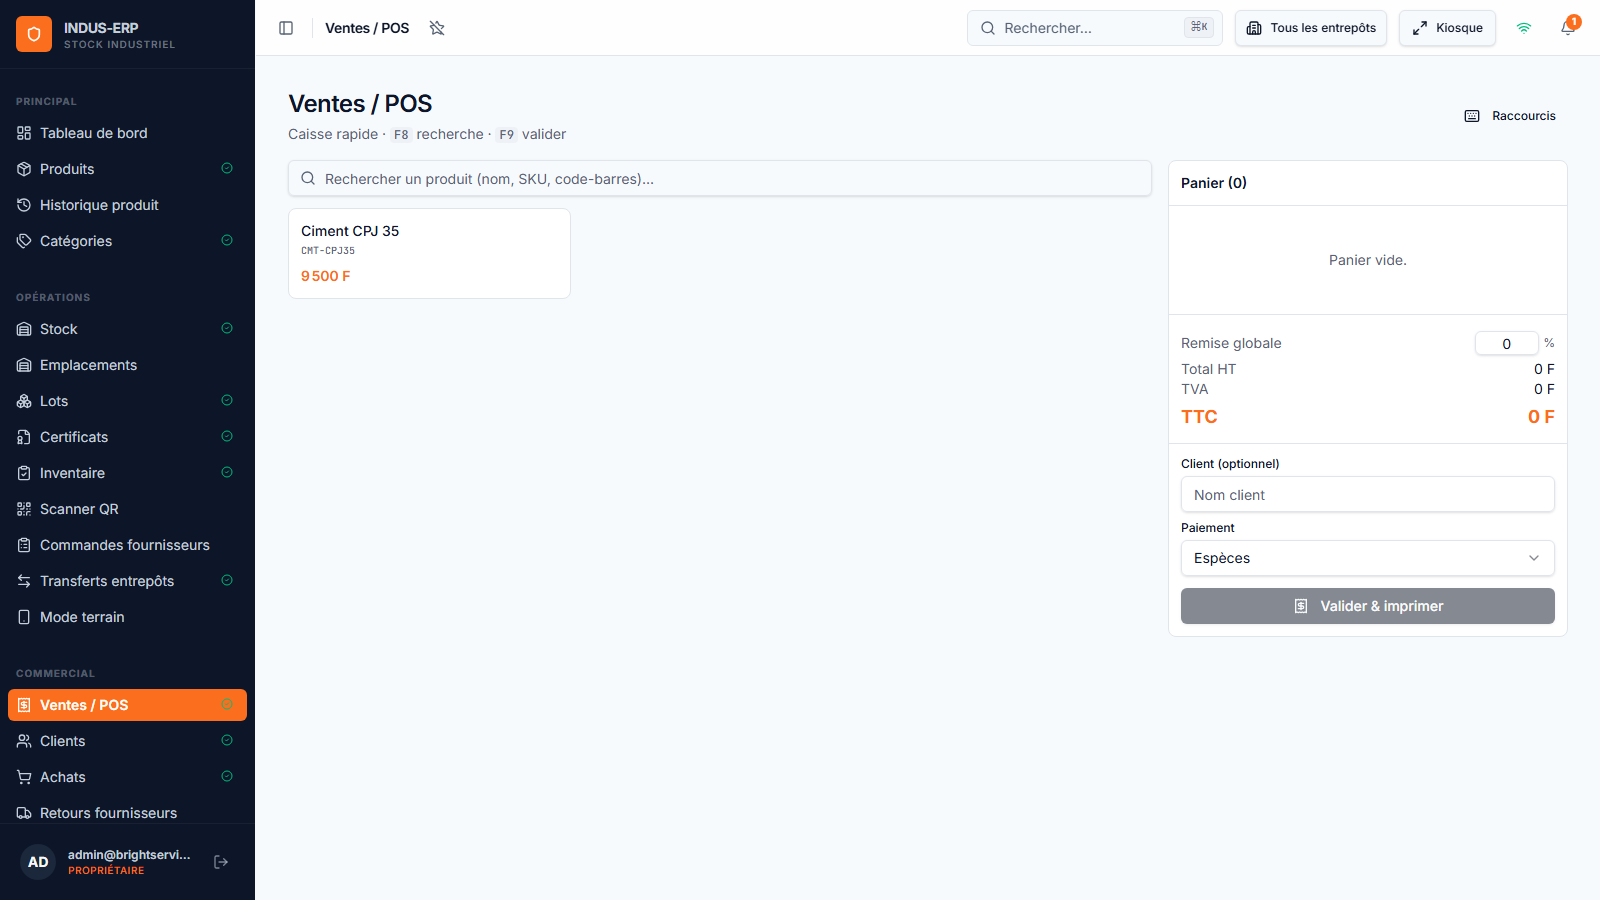 INDUS-ERP
STOCK INDUSTRIEL
PRINCIPAL
Tableau de bord
Produits
Historique produit
Catégories
OPÉRATIONS
Stock
Emplacements
Lots
Certificats
Inventaire
Scanner QR
Commandes fournisseurs
Transferts entrepôts
Mode terrain
COMMERCIAL
Ventes / POS
Clients
Achats
Retours fournisseurs
AD
admin@brightservi...
PROPRIÉTAIRE
Ventes / POS
Rechercher...
⌘K
Tous les entrepôts
Kiosque
1
Ventes / POS
Caisse rapide · F8 recherche · F9 valider
Raccourcis
Rechercher un produit (nom, SKU, code-barres)...
Ciment CPJ 35
CMT-CPJ35
9 500 F
Panier (0)
Panier vide.
Remise globale 0 %
Total HT 0 F
TVA 0 F
TTC 0 F
Client (optionnel)
Nom client
Paiement
Espèces
Valider & imprimer